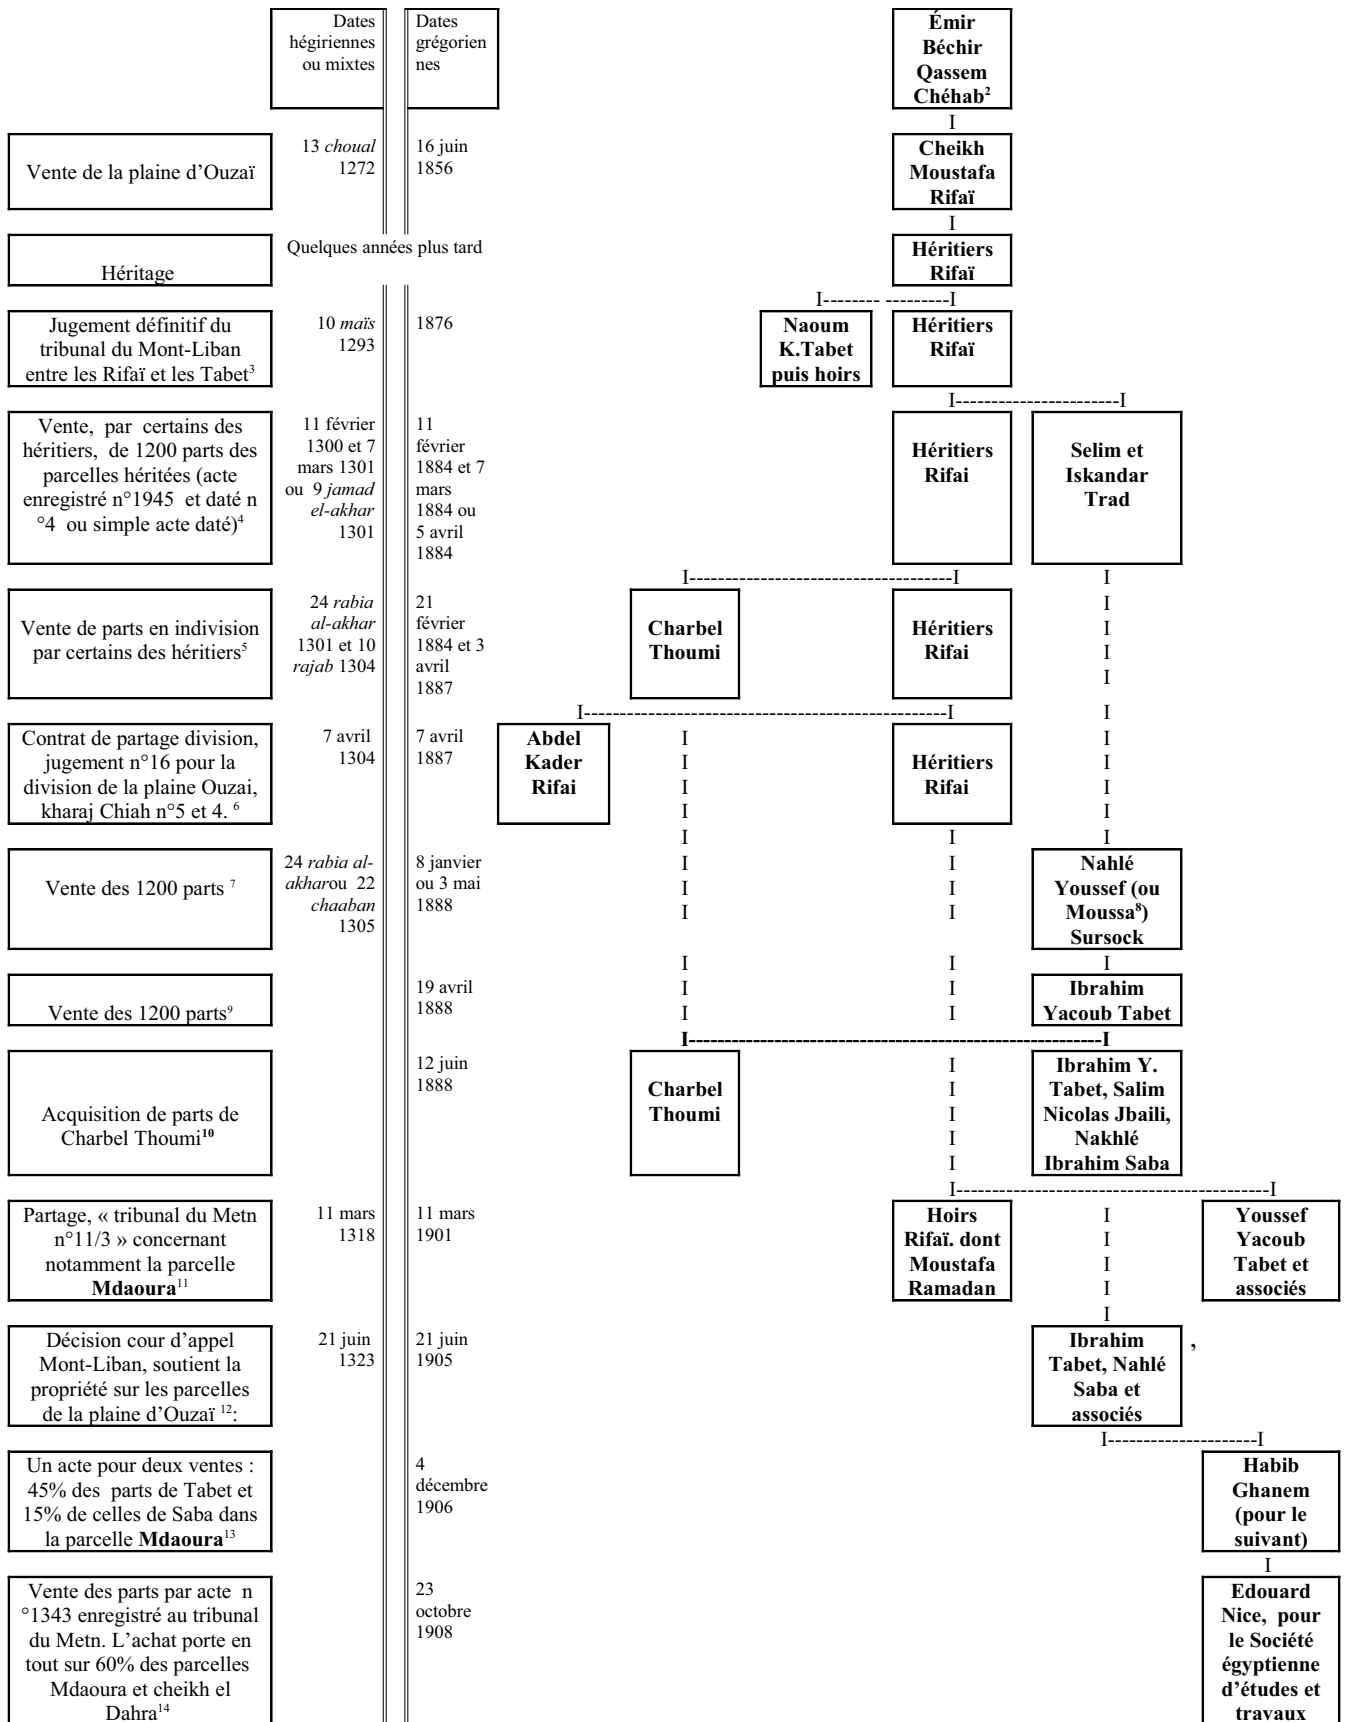 Dates
hégiriennes
ou mixtes
Dates
grégorien
nes
Émir
Béchir
Qassem
Chéhab²
I
Vente de la plaine d’Ouzaï
13 choual
1272
16 juin
1856
Cheikh
Moustafa
Rifaï
I
Héritage
Quelques années plus tard
Héritiers
Rifaï
I-------- ---------I
Jugement définitif du
tribunal du Mont-Liban
entre les Rifaï et les Tabet³
10 maïs
1293
1876
Naoum
K.Tabet
puis hoirs
Héritiers
Rifaï
I-----------------------I
Vente, par certains des
héritiers, de 1200 parts des
parcelles héritées (acte
enregistré n°1945 et daté n
°4 ou simple acte daté)⁴
11 février
1300 et 7
mars 1301
ou 9 jamad
el-akhar
1301
11
février
1884 et 7
mars
1884 ou
5 avril
1884
Héritiers
Rifai
Selim et
Iskandar
Trad
I------------------------------------I I
Vente de parts en indivision
par certains des héritiers⁵
24 rabia
al-akhar
1301 et 10
rajab 1304
21
février
1884 et 3
avril
1887
Charbel
Thoumi
Héritiers
Rifai
I
I
I
I
I--------------------------------------------------I I
Contrat de partage division,
jugement n°16 pour la
division de la plaine Ouzai,
kharaj Chiah n°5 et 4. ⁶
7 avril
1304
7 avril
1887
Abdel
Kader
Rifai
I
I
I
I
Héritiers
Rifai
I
I
I
I
I I I
Vente des 1200 parts ⁷
24 rabia al-
akharou 22
chaaban
1305
8 janvier
ou 3 mai
1888
I
I
I
I
I
I
Nahlé
Youssef (ou
Moussa⁸)
Sursock
I I I
Vente des 1200 parts⁹
19 avril
1888
I
I
I
I
Ibrahim
Yacoub Tabet
I---------------------------------------------------------I
Acquisition de parts de
Charbel Thoumi¹⁰
12 juin
1888
Charbel
Thoumi
I
I
I
I
I
Ibrahim Y.
Tabet, Salim
Nicolas Jbaili,
Nakhlé
Ibrahim Saba
I-------------------------------------------I
Partage, « tribunal du Metn
n°11/3 » concernant
notamment la parcelle
Mdaoura¹¹
11 mars
1318
11 mars
1901
Hoirs
Rifaï. dont
Moustafa
Ramadan
I
I
I
I
Youssef
Yacoub
Tabet et
associés
I
Décision cour d’appel
Mont-Liban, soutient la
propriété sur les parcelles
de la plaine d’Ouzaï ¹²:
21 juin
1323
21 juin
1905
Ibrahim
Tabet, Nahlé
Saba et
associés
,
I--------------------I
Un acte pour deux ventes :
45% des parts de Tabet et
15% de celles de Saba dans
la parcelle Mdaoura¹³
4
décembre
1906
Habib
Ghanem
(pour le
suivant)
I
Vente des parts par acte n
°1343 enregistré au tribunal
du Metn. L’achat porte en
tout sur 60% des parcelles
Mdaoura et cheikh el
Dahra¹⁴
23
octobre
1908
Edouard
Nice, pour
le Société
égyptienne
d’études et
travaux